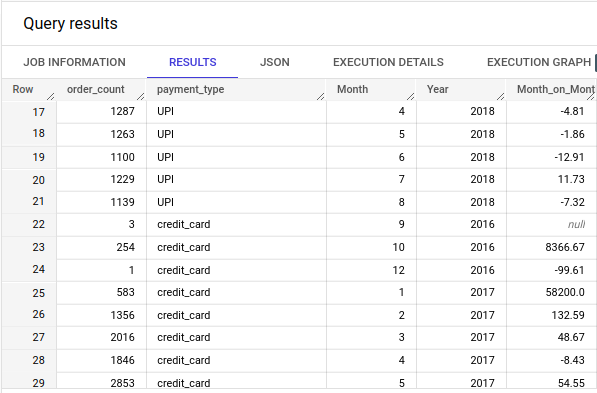 Query results
JOB INFORMATION RESULTS JSON EXECUTION DETAILS EXECUTION GRAPH
Row order_count payment_type Month Year Month_on_Mont
17 1287 UPI 4 2018 -4.81
18 1263 UPI 5 2018 -1.86
19 1100 UPI 6 2018 -12.91
20 1229 UPI 7 2018 11.73
21 1139 UPI 8 2018 -7.32
22 3 credit_card 9 2016 null
23 254 credit_card 10 2016 8366.67
24 1 credit_card 12 2016 -99.61
25 583 credit_card 1 2017 58200.0
26 1356 credit_card 2 2017 132.59
27 2016 credit_card 3 2017 48.67
28 1846 credit_card 4 2017 -8.43
29 2853 credit_card 5 2017 54.55